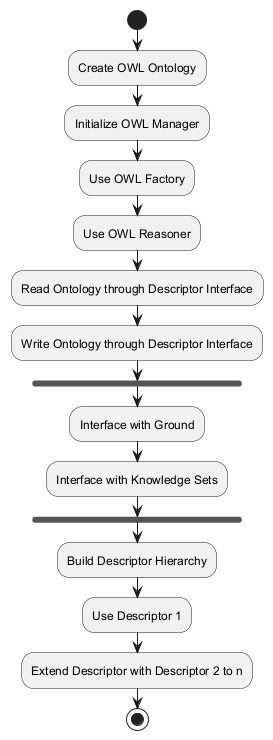 Create OWL Ontology
Initialize OWL Manager
Use OWL Factory
Use OWL Reasoner
Read Ontology through Descriptor Interface
Write Ontology through Descriptor Interface
Interface with Ground
Interface with Knowledge Sets
Build Descriptor Hierarchy
Use Descriptor 1
Extend Descriptor with Descriptor 2 to n